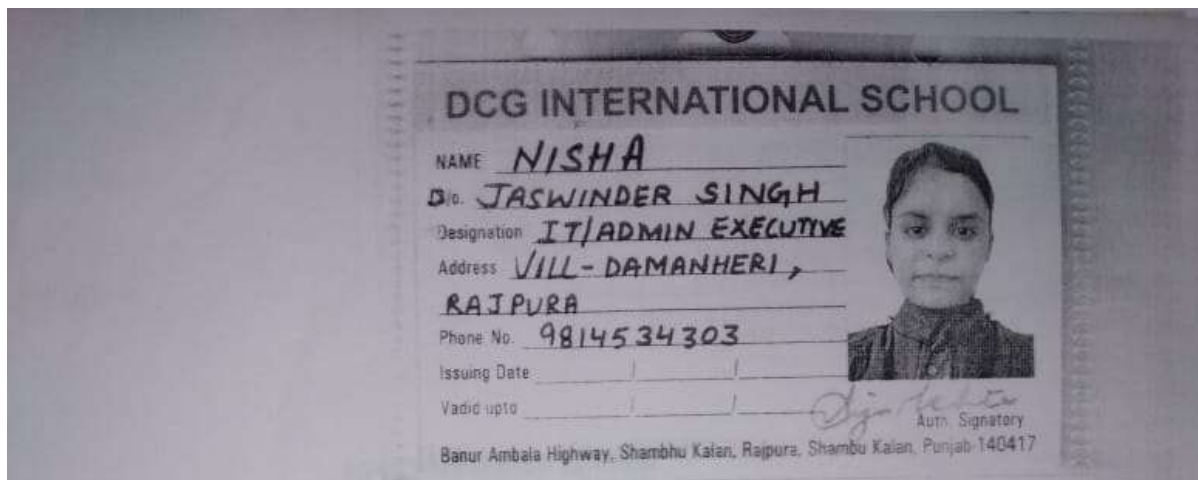 DCG INTERNATIONAL SCHOOL
NAME NISHA
D/o. JASWINDER SINGH
Designation IT/ADMIN EXECUTIVE
Address VILL-DAMANHERI,
RAJPURA
Phone No. 9814534303
Issuing Date / /
Vadid upto / /
Auth. Signatory
Banur Ambala Highway, Shambhu Kalan, Rajpura, Shambu Kalan, Punjab-140417